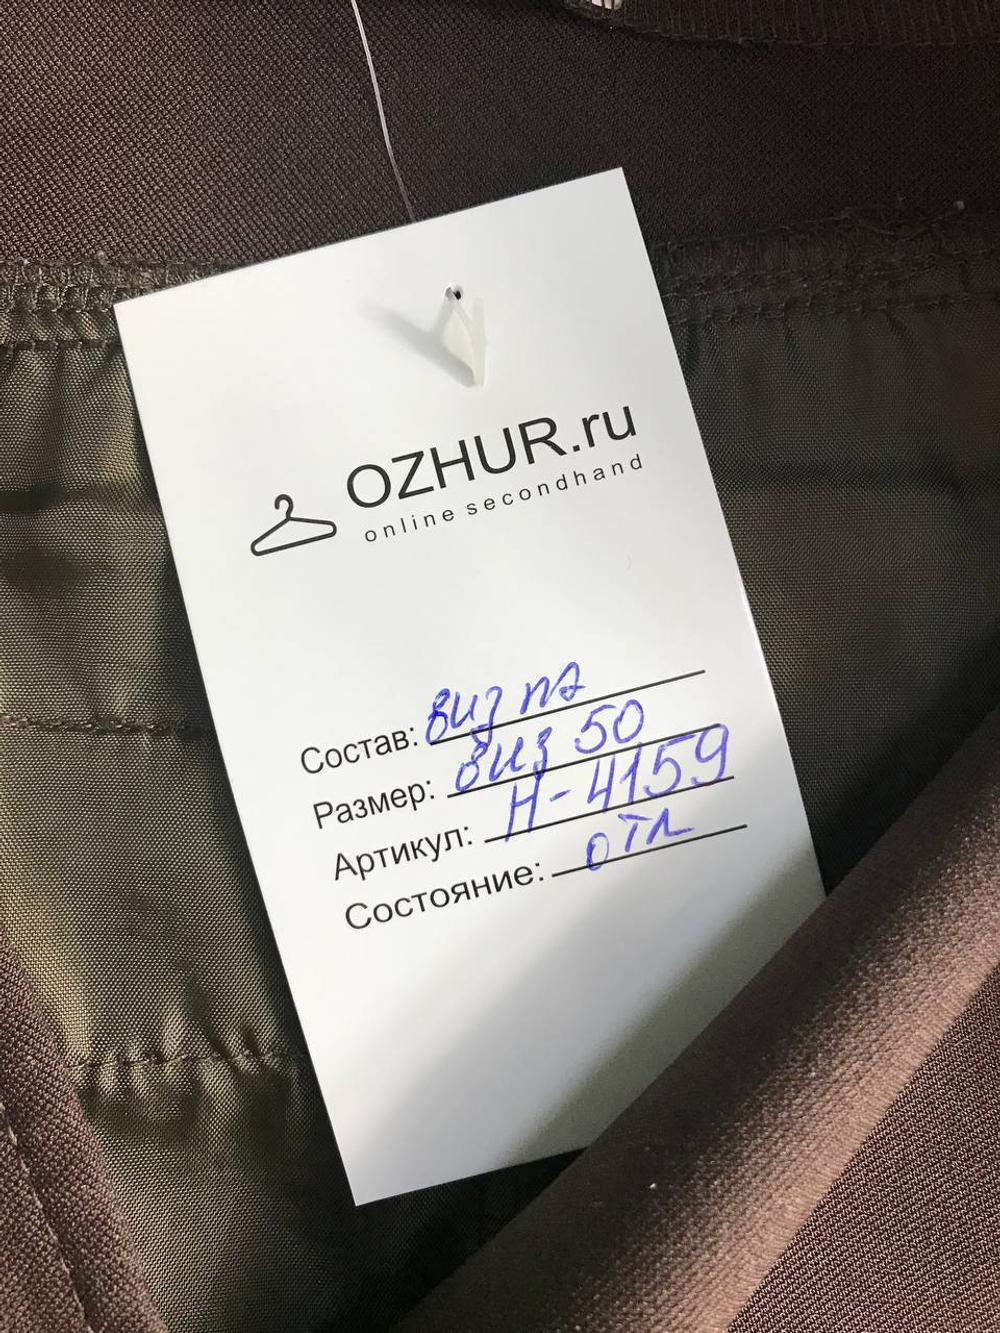 OZHUR.ru
online secondhand
Состав: виз пэ
Размер: виз 50
Артикул: Н-4159
Состояние: отл